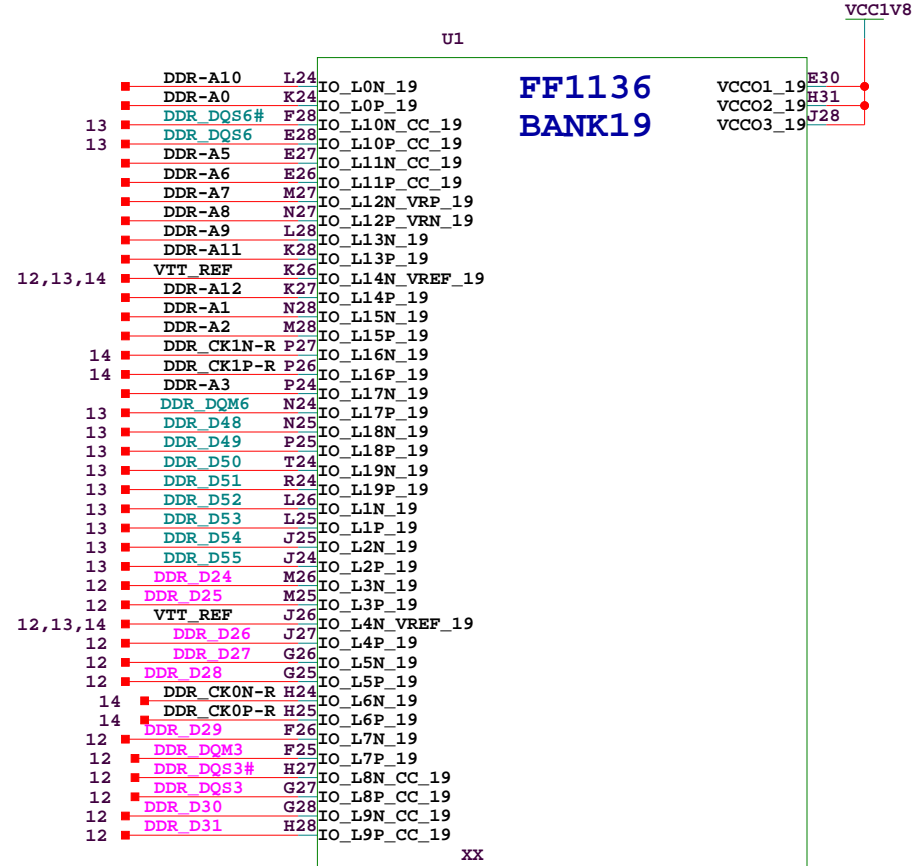 VCC1V8
U1
FF1136
BANK19
DDR-A10 L24 IO_L0N_19
DDR-A0 K24 IO_L0P_19
13 DDR_DQS6# F28 IO_L10N_CC_19
13 DDR_DQS6 E28 IO_L10P_CC_19
DDR-A5 E27 IO_L11N_CC_19
DDR-A6 E26 IO_L11P_CC_19
DDR-A7 M27 IO_L12N_VRP_19
DDR-A8 N27 IO_L12P_VRN_19
DDR-A9 L28 IO_L13N_19
DDR-A11 K28 IO_L13P_19
12,13,14 VTT_REF K26 IO_L14N_VREF_19
DDR-A12 K27 IO_L14P_19
DDR-A1 N28 IO_L15N_19
DDR-A2 M28 IO_L15P_19
14 DDR_CK1N-R P27 IO_L16N_19
14 DDR_CK1P-R P26 IO_L16P_19
DDR-A3 P24 IO_L17N_19
13 DDR_DQM6 N24 IO_L17P_19
13 DDR_D48 N25 IO_L18N_19
13 DDR_D49 P25 IO_L18P_19
13 DDR_D50 T24 IO_L19N_19
13 DDR_D51 R24 IO_L19P_19
13 DDR_D52 L26 IO_L1N_19
13 DDR_D53 L25 IO_L1P_19
13 DDR_D54 J25 IO_L2N_19
13 DDR_D55 J24 IO_L2P_19
12 DDR_D24 M26 IO_L3N_19
12 DDR_D25 M25 IO_L3P_19
12,13,14 VTT_REF J26 IO_L4N_VREF_19
12 DDR_D26 J27 IO_L4P_19
12 DDR_D27 G26 IO_L5N_19
12 DDR_D28 G25 IO_L5P_19
14 DDR_CK0N-R H24 IO_L6N_19
14 DDR_CK0P-R H25 IO_L6P_19
12 DDR_D29 F26 IO_L7N_19
12 DDR_DQM3 F25 IO_L7P_19
12 DDR_DQS3# H27 IO_L8N_CC_19
12 DDR_DQS3 G27 IO_L8P_CC_19
12 DDR_D30 G28 IO_L9N_CC_19
12 DDR_D31 H28 IO_L9P_CC_19
VCCO1_19 E30
VCCO2_19 H31
VCCO3_19 J28
XX